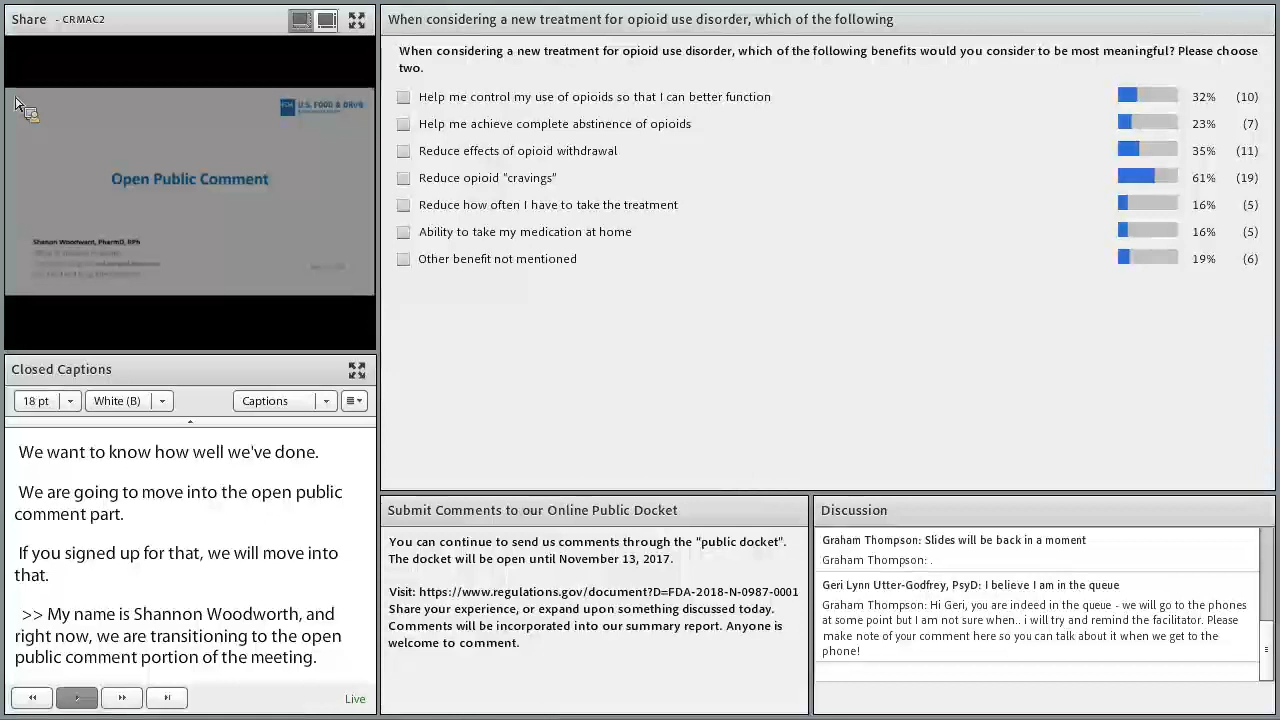 Share - CRMAC2
U.S. FOOD & DRUG
Open Public Comment
Shanon Woodward, PharmD, RPh
Closed Captions
18 pt
White (B)
Captions
We want to know how well we've done.
We are going to move into the open public
comment part.
If you signed up for that, we will move into
that.
>> My name is Shannon Woodworth, and
right now, we are transitioning to the open
public comment portion of the meeting.
Live
When considering a new treatment for opioid use disorder, which of the following
When considering a new treatment for opioid use disorder, which of the following benefits would you consider to be most meaningful? Please choose
two.
Help me control my use of opioids so that I can better function 32% (10)
Help me achieve complete abstinence of opioids 23% (7)
Reduce effects of opioid withdrawal 35% (11)
Reduce opioid "cravings" 61% (19)
Reduce how often I have to take the treatment 16% (5)
Ability to take my medication at home 16% (5)
Other benefit not mentioned 19% (6)
Submit Comments to our Online Public Docket
You can continue to send us comments through the "public docket".
The docket will be open until November 13, 2017.
Visit: https://www.regulations.gov/document?D=FDA-2018-N-0987-0001
Share your experience, or expand upon something discussed today.
Comments will be incorporated into our summary report. Anyone is
welcome to comment.
Discussion
Graham Thompson: Slides will be back in a moment
Graham Thompson: .
Geri Lynn Utter-Godfrey, PsyD: I believe I am in the queue
Graham Thompson: Hi Geri, you are indeed in the queue - we will go to the phones
at some point but I am not sure when.. i will try and remind the facilitator. Please
make note of your comment here so you can talk about it when we get to the
phone!